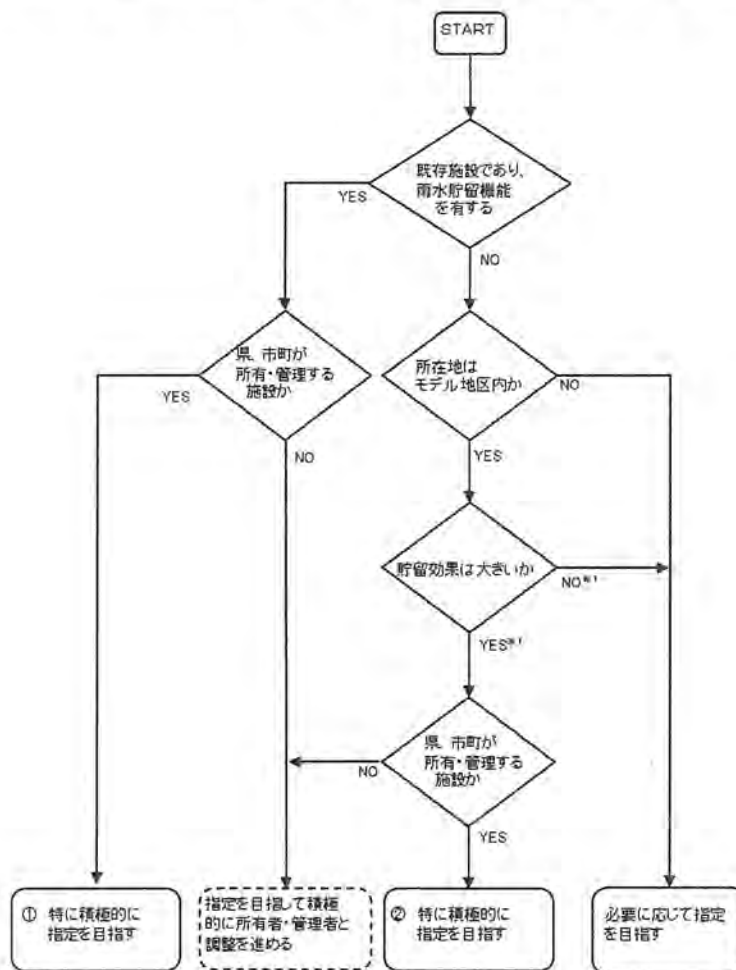 START
既存施設であり、
雨水貯留機能
を有する
YES
NO
県、市町が
所有・管理する
施設か
所在地は
モデル地区内か
YES
NO
NO
YES
貯留効果は大きいか
NO※1
YES※1
県、市町が
所有・管理する
施設か
NO
YES
① 特に積極的に
指定を目指す
指定を目指して積極
的に所有者・管理者と
調整を進める
② 特に積極的に
指定を目指す
必要に応じて指定
を目指す